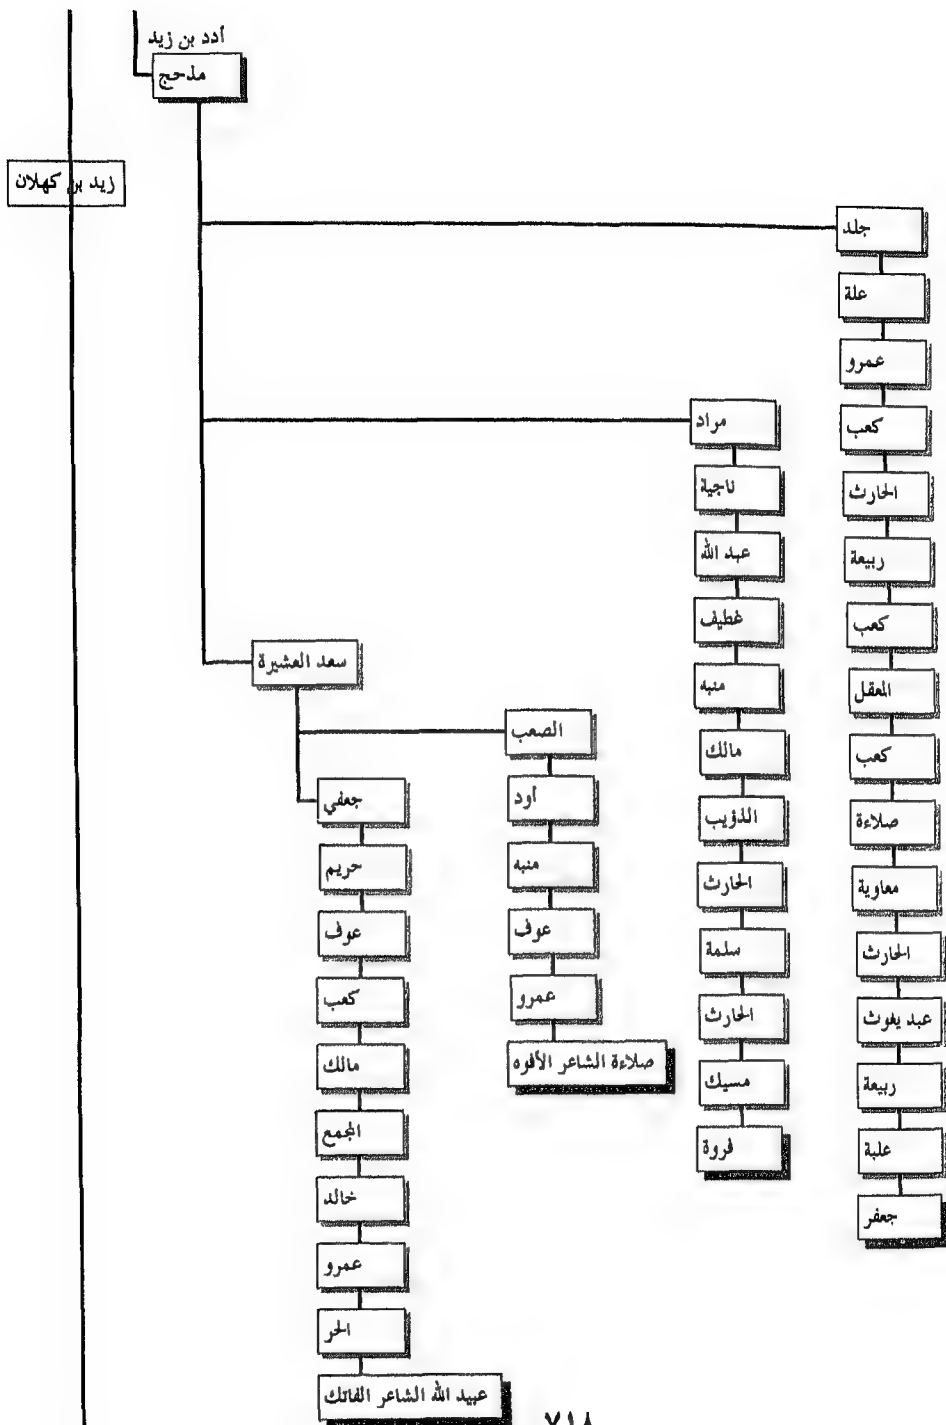 أدد بن زيد
مذحج
زيد بن كهلان
جلد
علة
عمرو
كعب
الحارث
ربيعة
كعب
المعقل
كعب
صلاءة
معاوية
الحارث
عبد يغوث
ربيعة
علبة
جعفر
مراد
ناجية
عبد الله
غطيف
منبه
مالك
الذؤيب
الحارث
سلمة
الحارث
مسيك
فروة
سعد العشيرة
الصعب
أود
منبه
عوف
عمرو
صلاءة الشاعر الأفوه
جعفي
حريم
عوف
كعب
مالك
المجمع
خالد
عمرو
الحر
عبيد الله الشاعر الفاتك